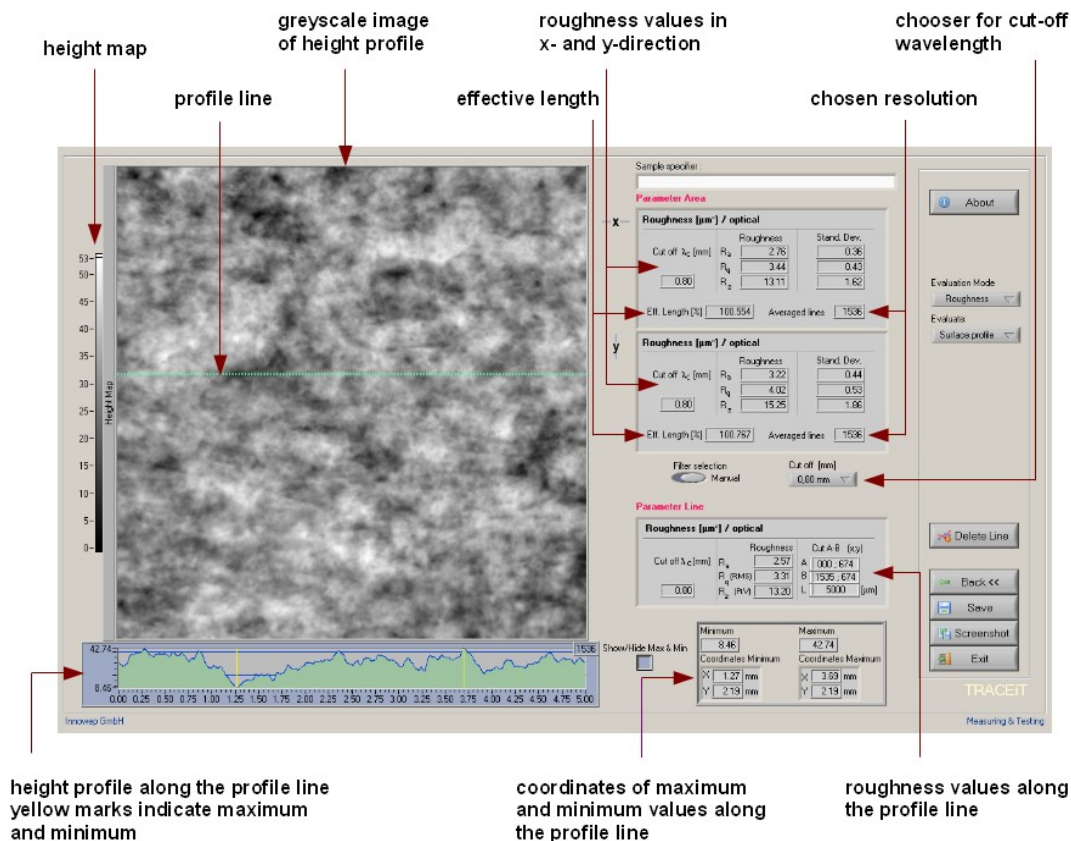 height map
greyscale image
of height profile
roughness values in
x- and y-direction
chooser for cut-off
wavelength
profile line
effective length
chosen resolution
Sample specifier :
Parameter Area
x
Roughness [µm] / optical
Roughness
Stand. Dev.
Cut off λc [mm]
Ra 2.76 0.36
Rq 3.44 0.43
0.80 Rz 13.11 1.62
Eff. Length [%] 100.554 Averaged lines 1536
y
Roughness [µm] / optical
Roughness
Stand. Dev.
Cut off λc [mm]
Ra 3.22 0.44
Rq 4.02 0.53
0.80 Rz 15.25 1.86
Eff. Length [%] 100.767 Averaged lines 1536
Filter selection
Manual
Cut off [mm]
0,80 mm
Parameter Line
Roughness [µm] / optical
Roughness Cut A-B (x;y)
Cut off λc [mm] Ra 2.57 A 000 ; 674
Rq (RMS) 3.31 B 1535 ; 674
0.80 Rz (P/V) 13.20 L 5000 [µm]
Show/Hide Max & Min
Minimum Maximum
8.46 42.74
Coordinates Minimum Coordinates Maximum
X 1.27 mm X 3.69 mm
Y 2.19 mm Y 2.19 mm
About
Evaluation Mode
Roughness
Evaluate
Surface profile
Delete Line
Back <<
Save
Screenshot
Exit
TRACEiT
Measuring & Testing
53
50
45
40
35
30
25
20
15
10
5
0
Height Map
42.74
8.46
1536
0.00 0.25 0.50 0.75 1.00 1.25 1.50 1.75 2.00 2.25 2.50 2.75 3.00 3.25 3.50 3.75 4.00 4.25 4.50 4.75 5.00
Innowep GmbH
height profile along the profile line
yellow marks indicate maximum
and minimum
coordinates of maximum
and minimum values along
the profile line
roughness values along
the profile line